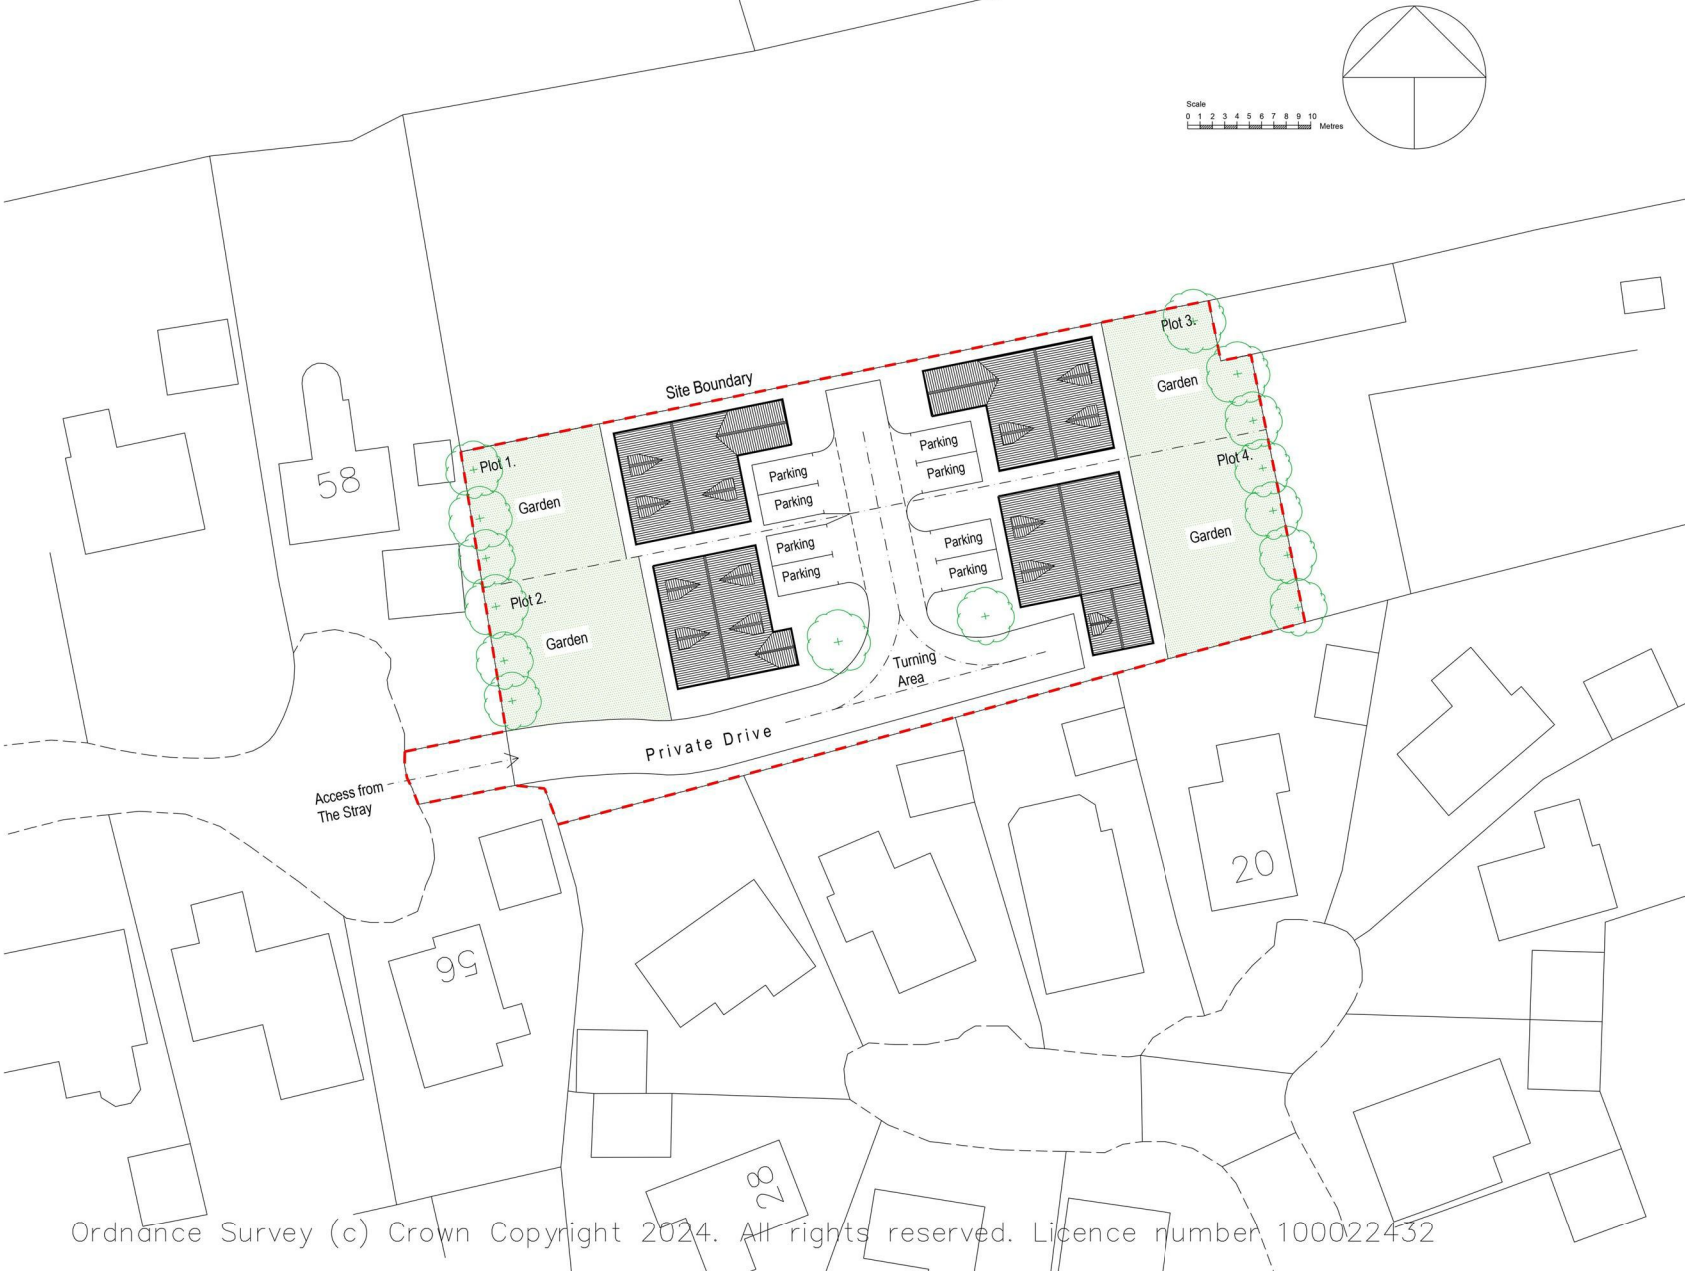 Scale
0 1 2 3 4 5 6 7 8 9 10
Metres
Plot 3.
Garden
Site Boundary
Plot 1.
Garden
58
Parking
Parking
Parking
Parking
Plot 4.
Garden
Parking
Parking
Parking
Parking
Plot 2.
Garden
Turning
Area
Private Drive
Access from
The Stray
20
56
28
Ordnance Survey (c) Crown Copyright 2024. All rights reserved. Licence number 100022432